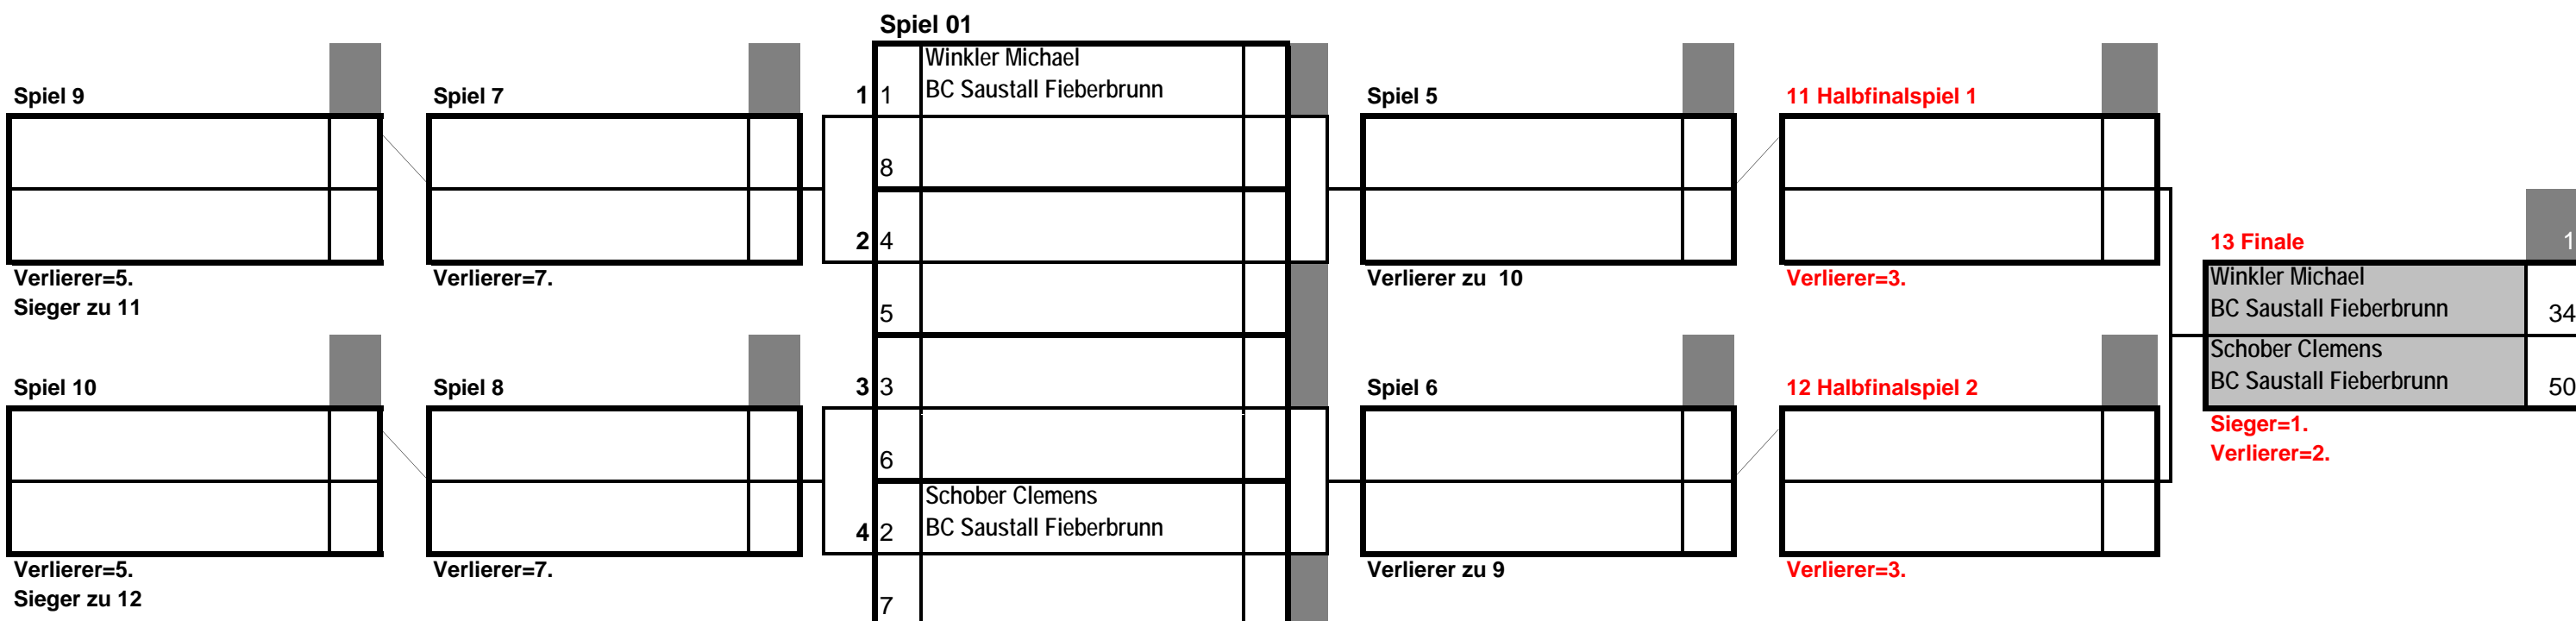 Spiel 01
Winkler Michael
1 1 BC Saustall Fieberbrunn
8
2 4
5
3 3
6
Schober Clemens
4 2 BC Saustall Fieberbrunn
7
Spiel 9
Verlierer=5.
Sieger zu 11
Spiel 10
Verlierer=5.
Sieger zu 12
Spiel 7
Verlierer=7.
Spiel 8
Verlierer=7.
Spiel 5
Verlierer zu  10
Spiel 6
Verlierer zu 9
11 Halbfinalspiel 1
Verlierer=3.
12 Halbfinalspiel 2
Verlierer=3.
13 Finale 1
Winkler Michael
BC Saustall Fieberbrunn 34
Schober Clemens
BC Saustall Fieberbrunn 50
Sieger=1.
Verlierer=2.